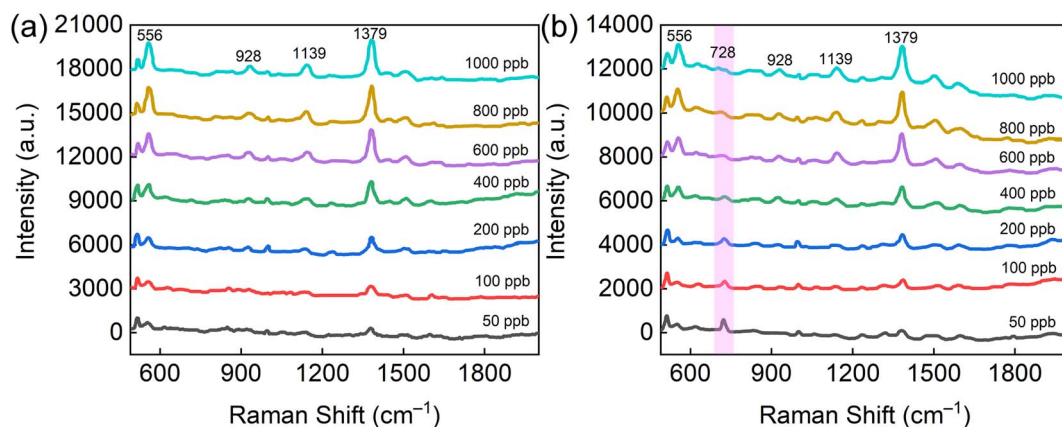 (a)
21000
18000
15000
12000
9000
6000
3000
0
Intensity (a.u.)
556
928
1139
1379
1000 ppb
800 ppb
600 ppb
400 ppb
200 ppb
100 ppb
50 ppb
600 900 1200 1500 1800
Raman Shift (cm⁻¹)
(b)
14000
12000
10000
8000
6000
4000
2000
0
Intensity (a.u.)
556
728
928
1139
1379
1000 ppb
800 ppb
600 ppb
400 ppb
200 ppb
100 ppb
50 ppb
600 900 1200 1500 1800
Raman Shift (cm⁻¹)